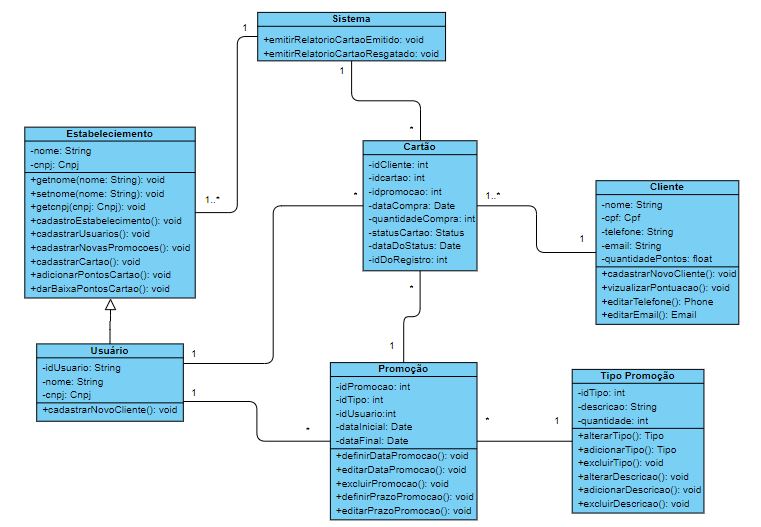 Sistema
+emitirRelatorioCartaoEmitido: void
+emitirRelatorioCartaoResgatado: void
1
1
*
Estabeleciemento
-nome: String
-cnpj: Cnpj
+getnome(nome: String): void
+setnome(nome: String): void
+getcnpj(cnpj: Cnpj): void
+cadastroEstabelecimento(): void
+cadastrarUsuarios(): void
+cadastrarNovasPromocoes(): void
+cadastrarCartao(): void
+adicionarPontosCartao(): void
+darBaixaPontosCartao(): void
1..*
Cartão
-idCliente: int
-idcartao: int
-idpromocao: int
-dataCompra: Date
-quantidadeCompra: int
-statusCartao: Status
-dataDoStatus: Date
-idDoRegistro: int
*
1..*
1
*
1
Cliente
-nome: String
-cpf: Cpf
-telefone: String
-email: String
-quantidadePontos: float
+cadastrarNovoCliente(): void
+vizualizarPontuacao(): void
+editarTelefone(): Phone
+editarEmail(): Email
Usuário
-idUsuario: String
-nome: String
-cnpj: Cnpj
+cadastrarNovoCliente(): void
1
1
*
Promoção
-idPromocao: int
-idTipo: int
-idUsuario:int
-dataInicial: Date
-dataFinal: Date
+definirDataPromocao(): void
+editarDataPromocao(): void
+excluirPromocao(): void
+definirPrazoPromocao(): void
+editarPrazoPromocao(): void
*
1
Tipo Promoção
-idTipo: int
-descricao: String
-quantidade: int
+alterarTipo(): Tipo
+adicionarTipo(): Tipo
+excluirTipo(): void
+alterarDescricao(): void
+adicionarDescricao(): void
+excluirDescricao(): void